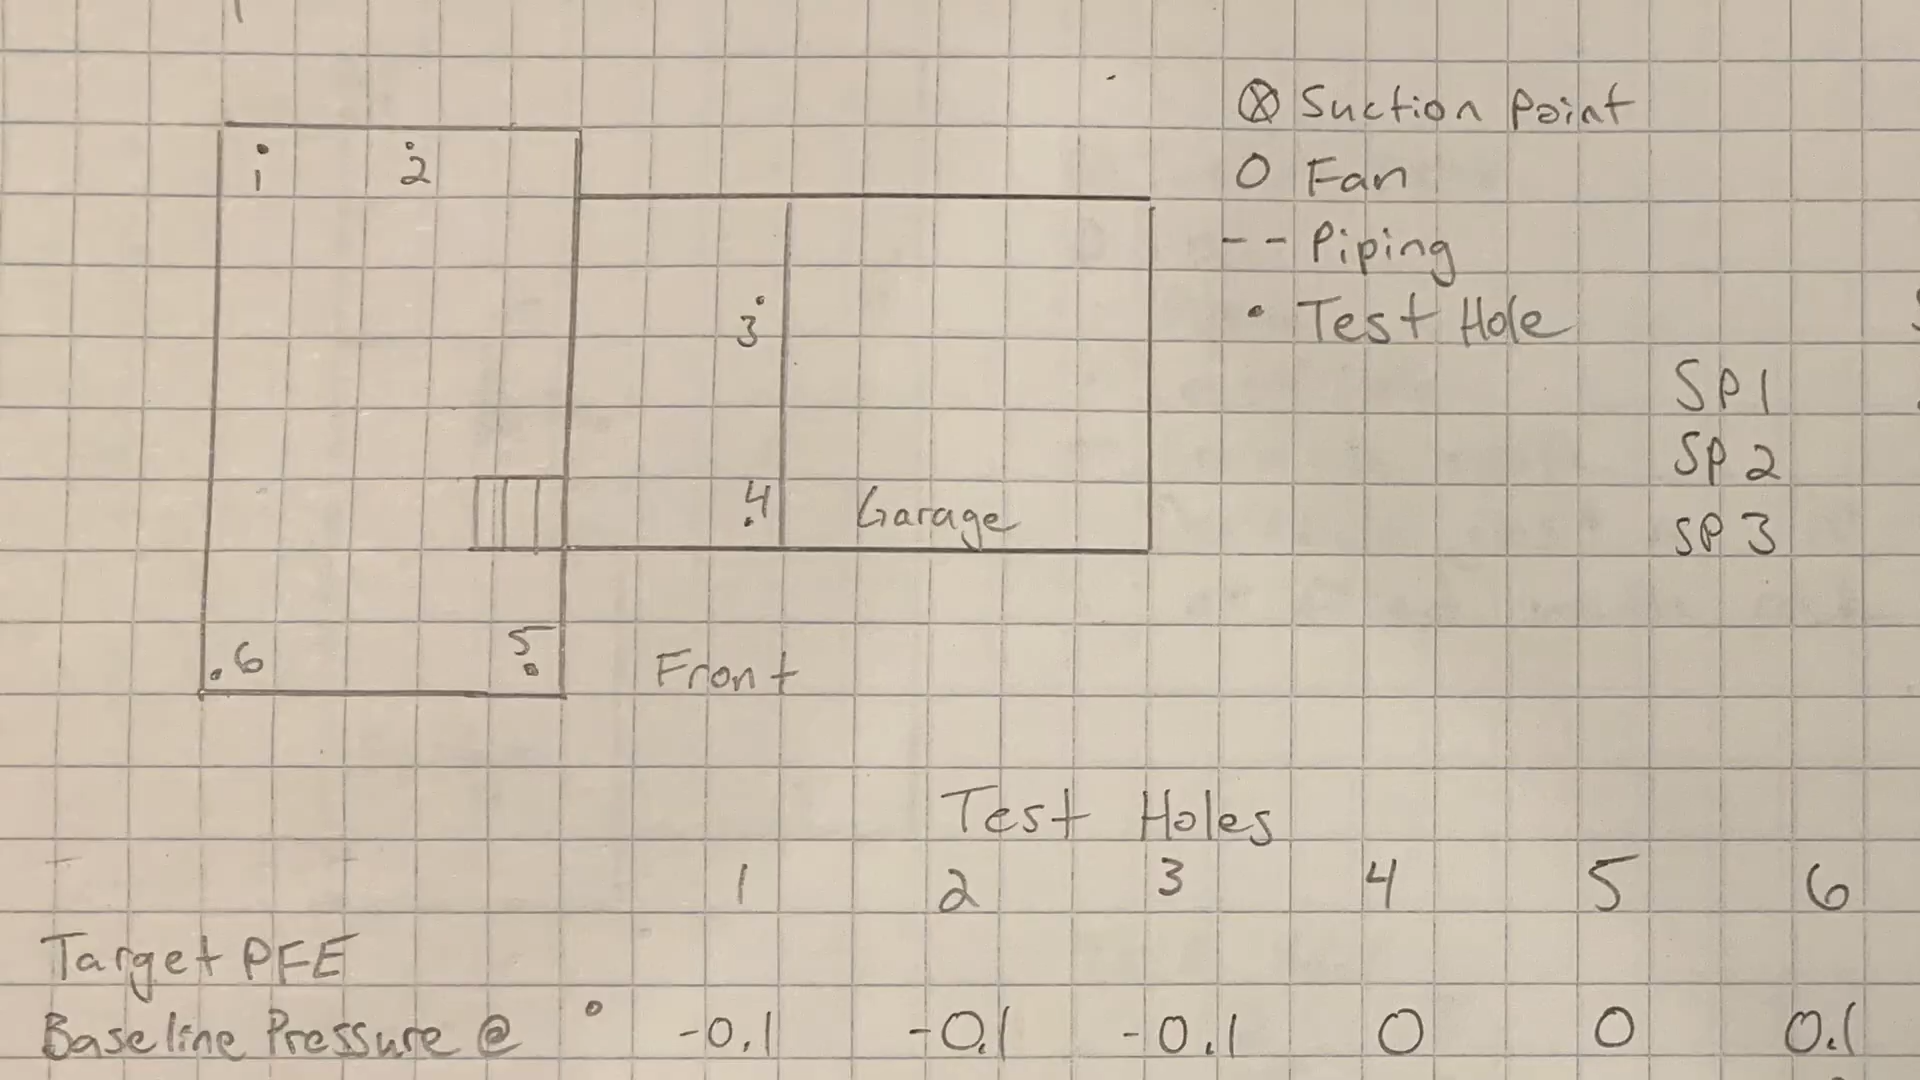 Suction Point
Fan
Piping
Test Hole
SP1
SP 2
SP 3
1
2
3
4
Garage
5
6
Front
Test Holes
1 2 3 4 5 6
Target PFE
Baseline Pressure @ ° -0.1 -0.1 -0.1 0 0 0.1